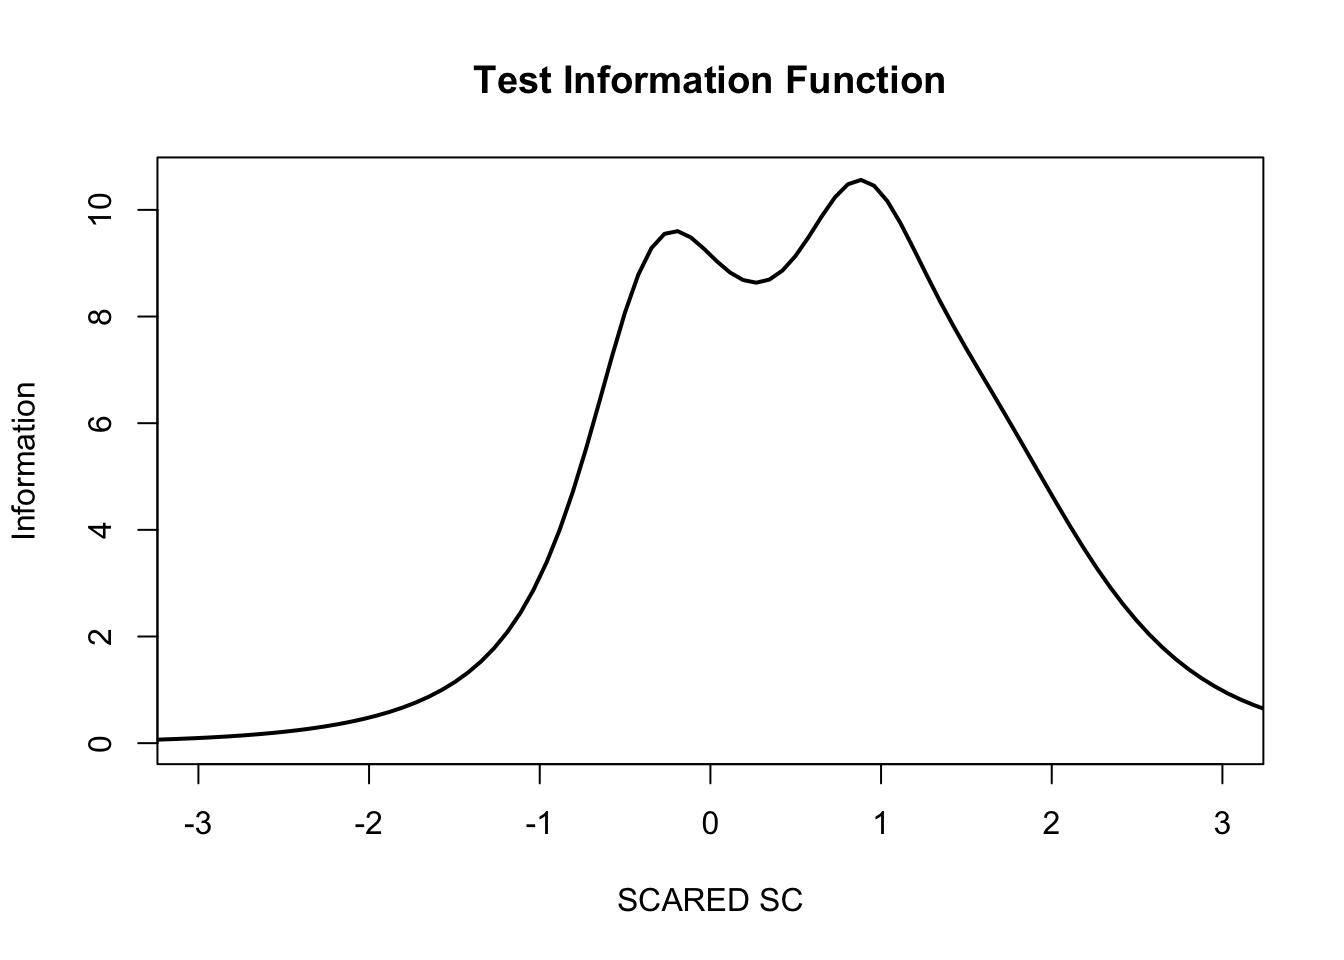 Test Information Function
Information
10
8
6
4
2
0
-3 -2 -1 0 1 2 3
SCARED SC